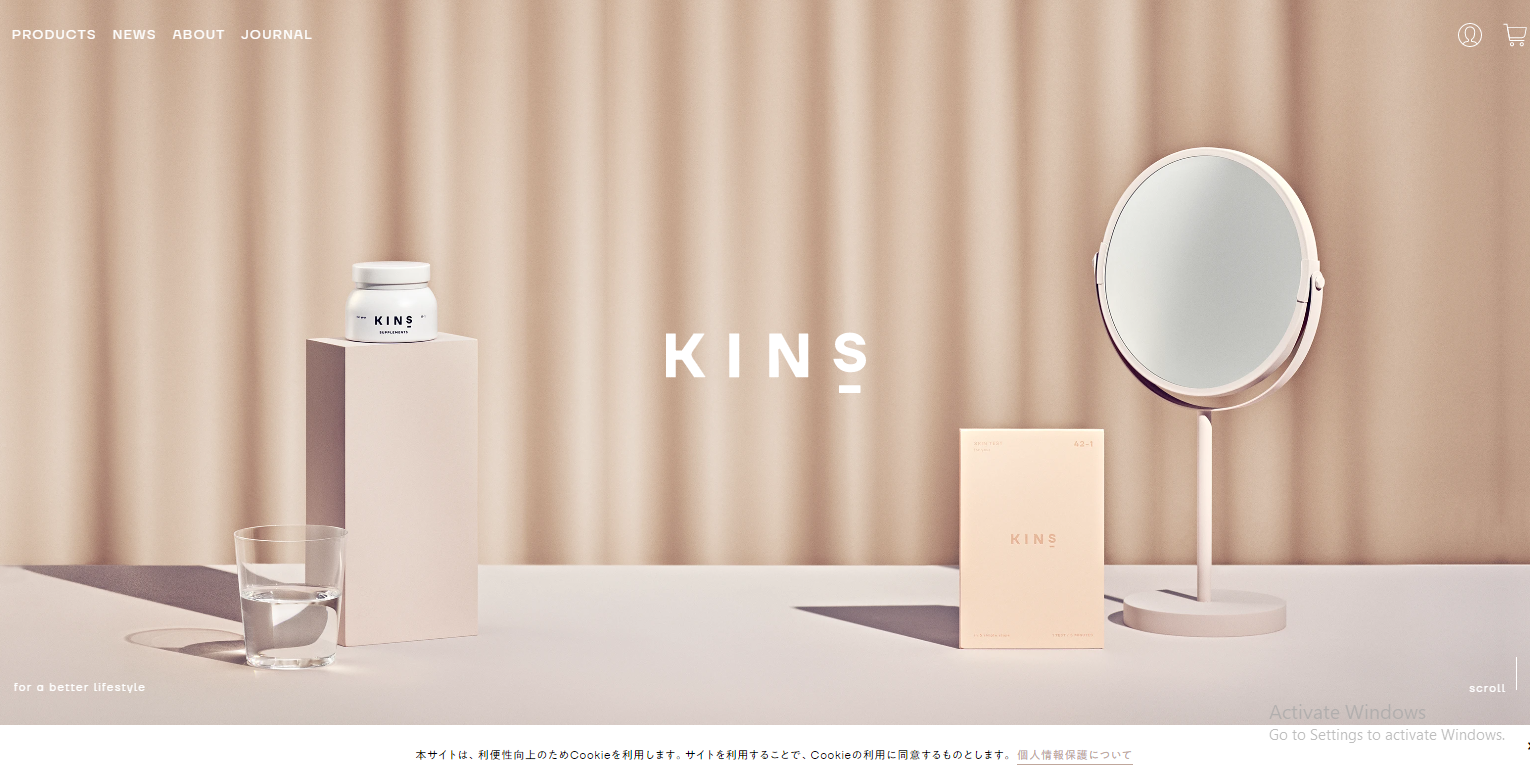 PRODUCTS NEWS ABOUT JOURNAL
KINS
SUPPLEMENTS
KINS
42-1
KINS
for a better lifestyle
scroll
Activate Windows
Go to Settings to activate Windows.
本サイトは、利便性向上のためCookieを利用します。サイトを利用することで、Cookieの利用に同意するものとします。 個人情報保護について